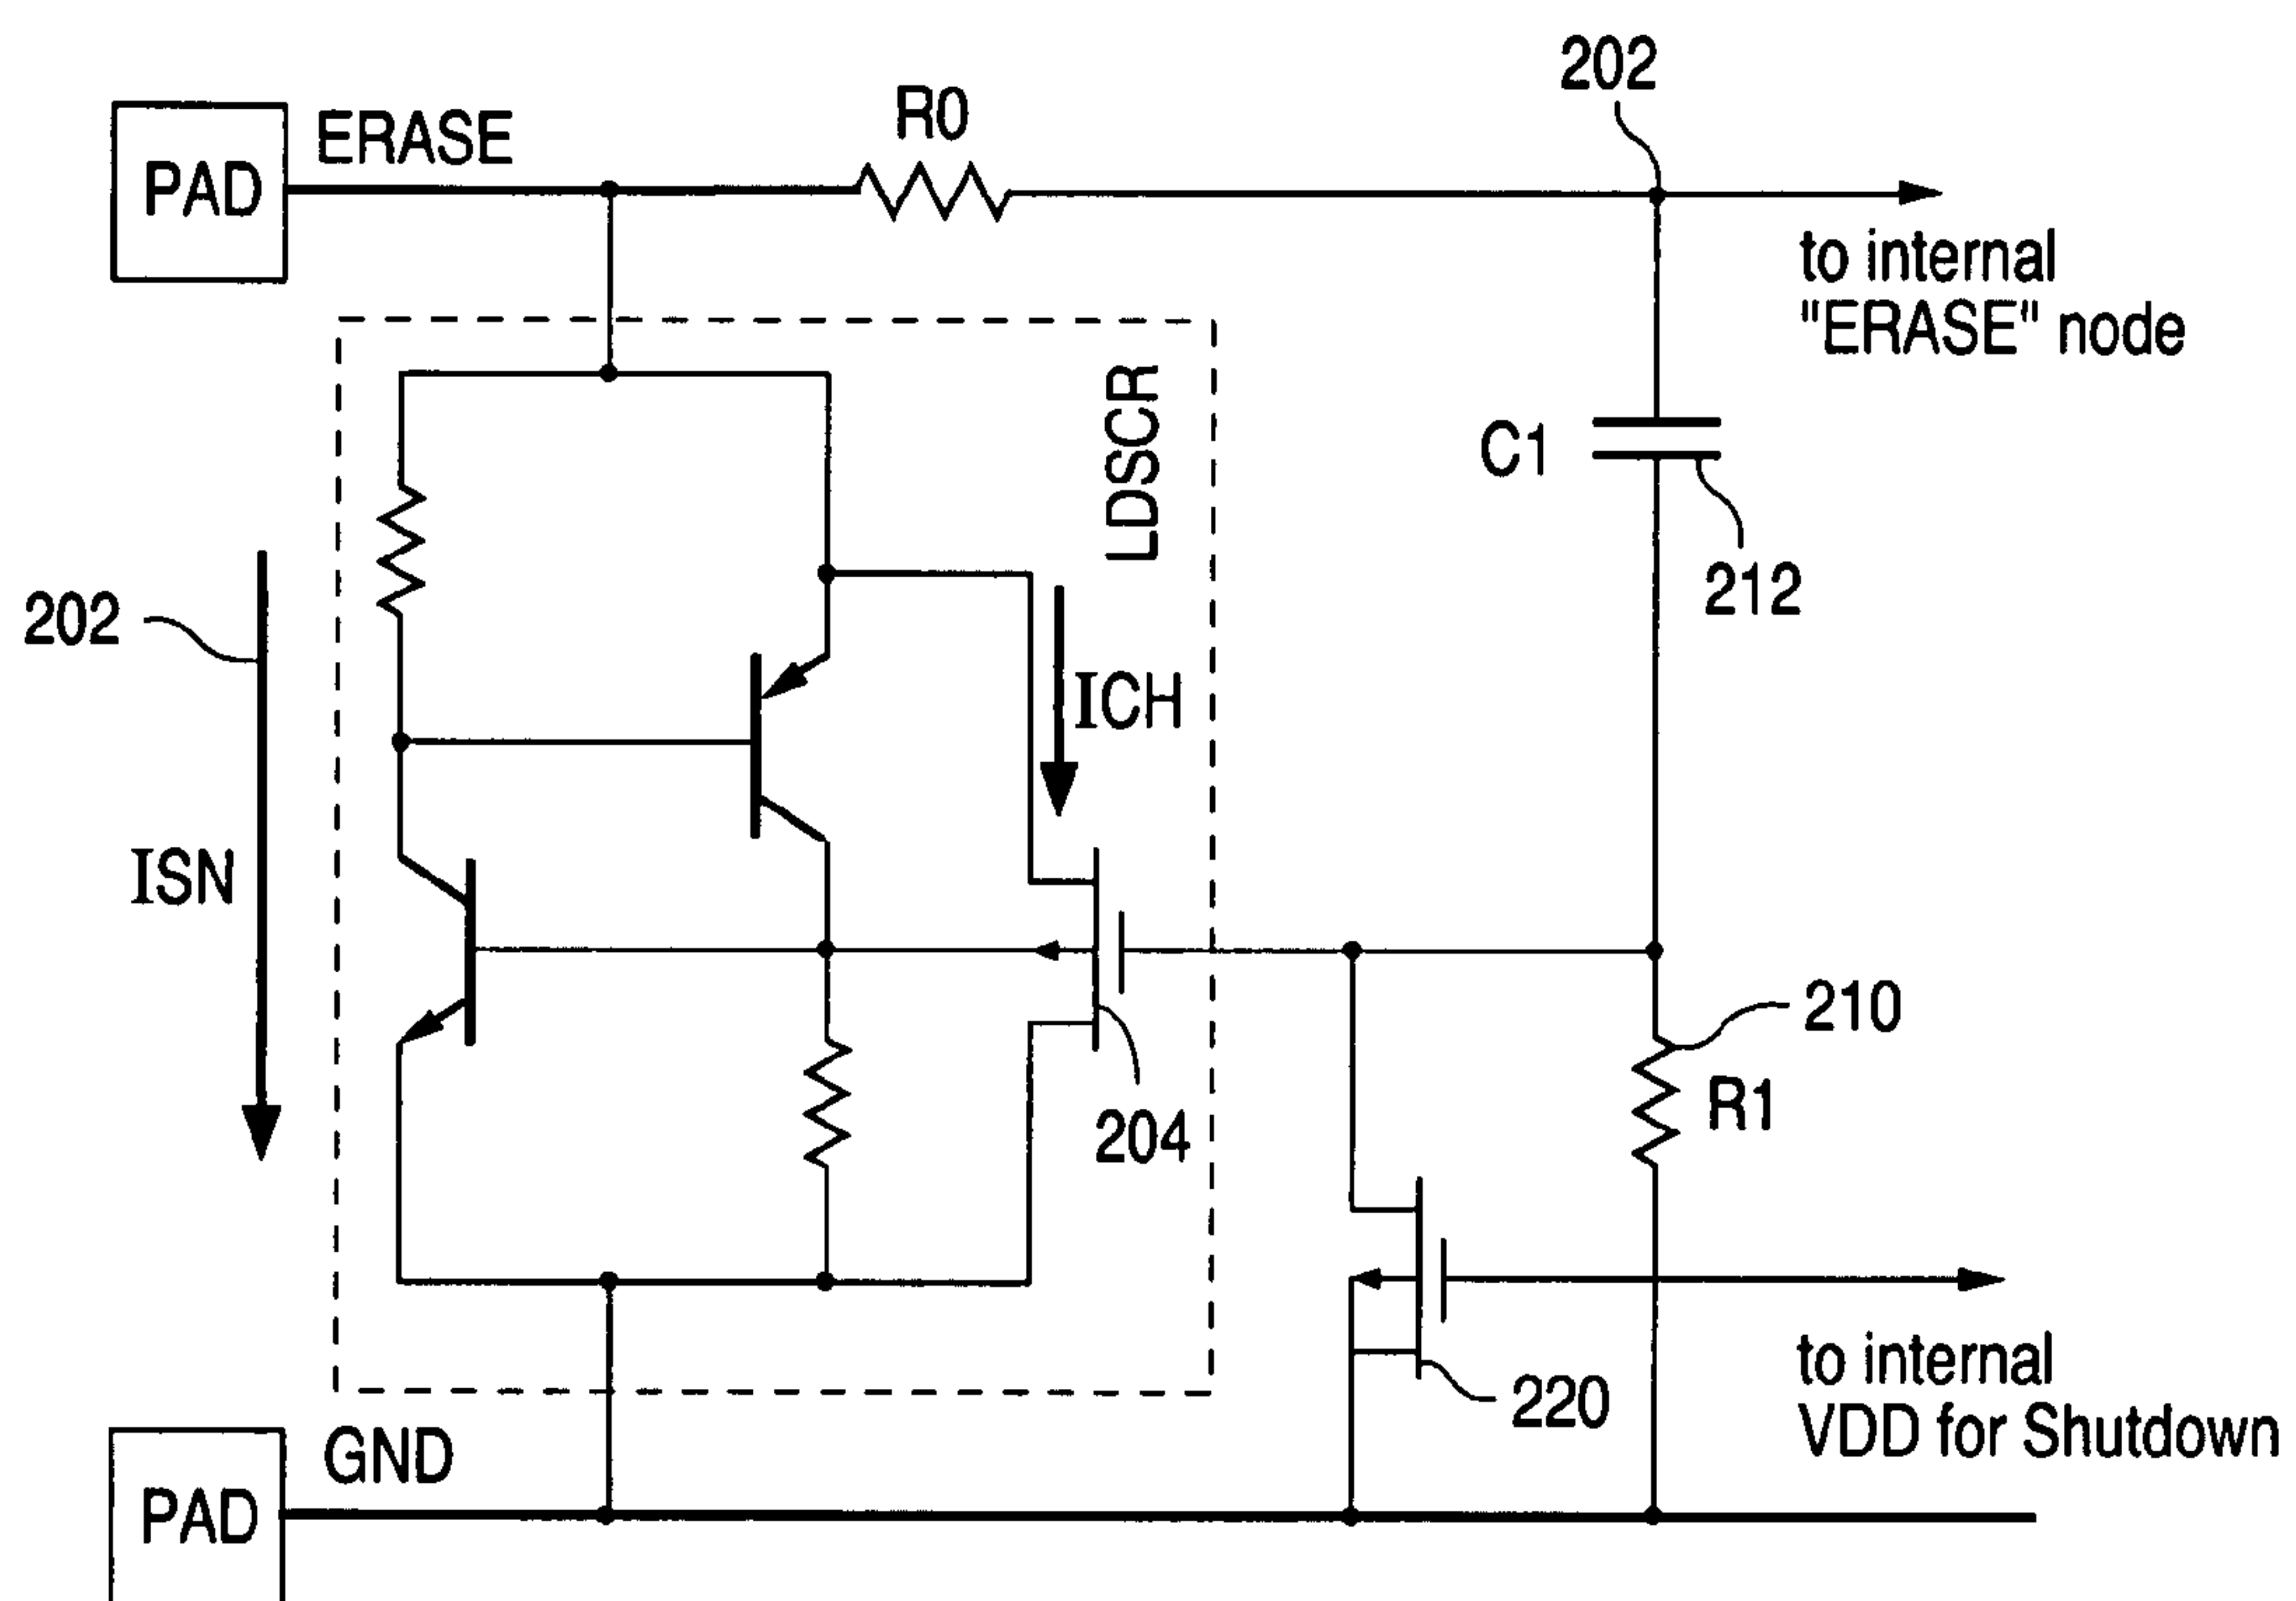 202
R0
ERASE
PAD
to internal
"ERASE" node
LDSCR
C1
212
202
ICH
ISN
210
R1
204
to internal
VDD for Shutdown
220
GND
PAD